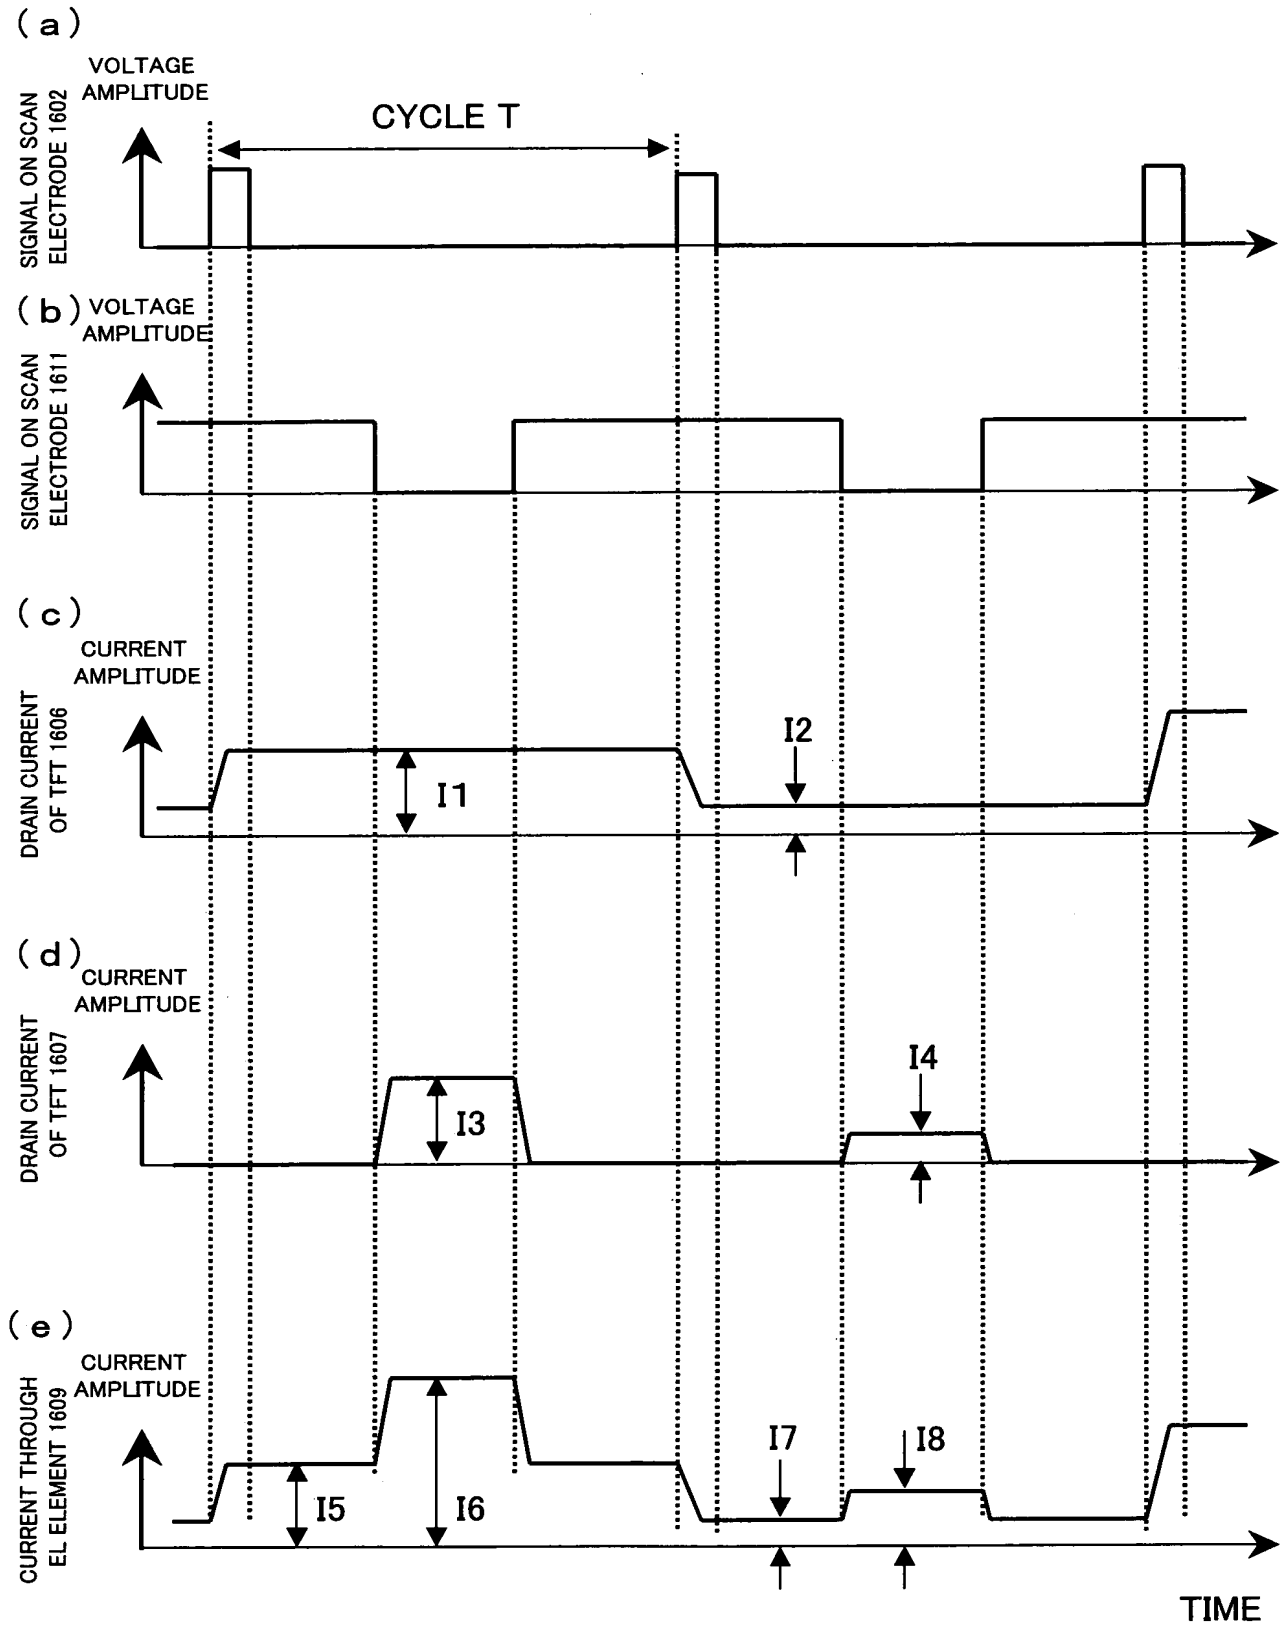 (a)
VOLTAGE
AMPLITUDE
SIGNAL ON SCAN
ELECTRODE 1602
CYCLE T
(b)
VOLTAGE
AMPLITUDE
SIGNAL ON SCAN
ELECTRODE 1611
(c)
CURRENT
AMPLITUDE
DRAIN CURRENT
OF TFT 1606
I1
I2
(d)
CURRENT
AMPLITUDE
DRAIN CURRENT
OF TFT 1607
I3
I4
(e)
CURRENT
AMPLITUDE
CURRENT THROUGH
EL ELEMENT 1609
I5
I6
I7
I8
TIME